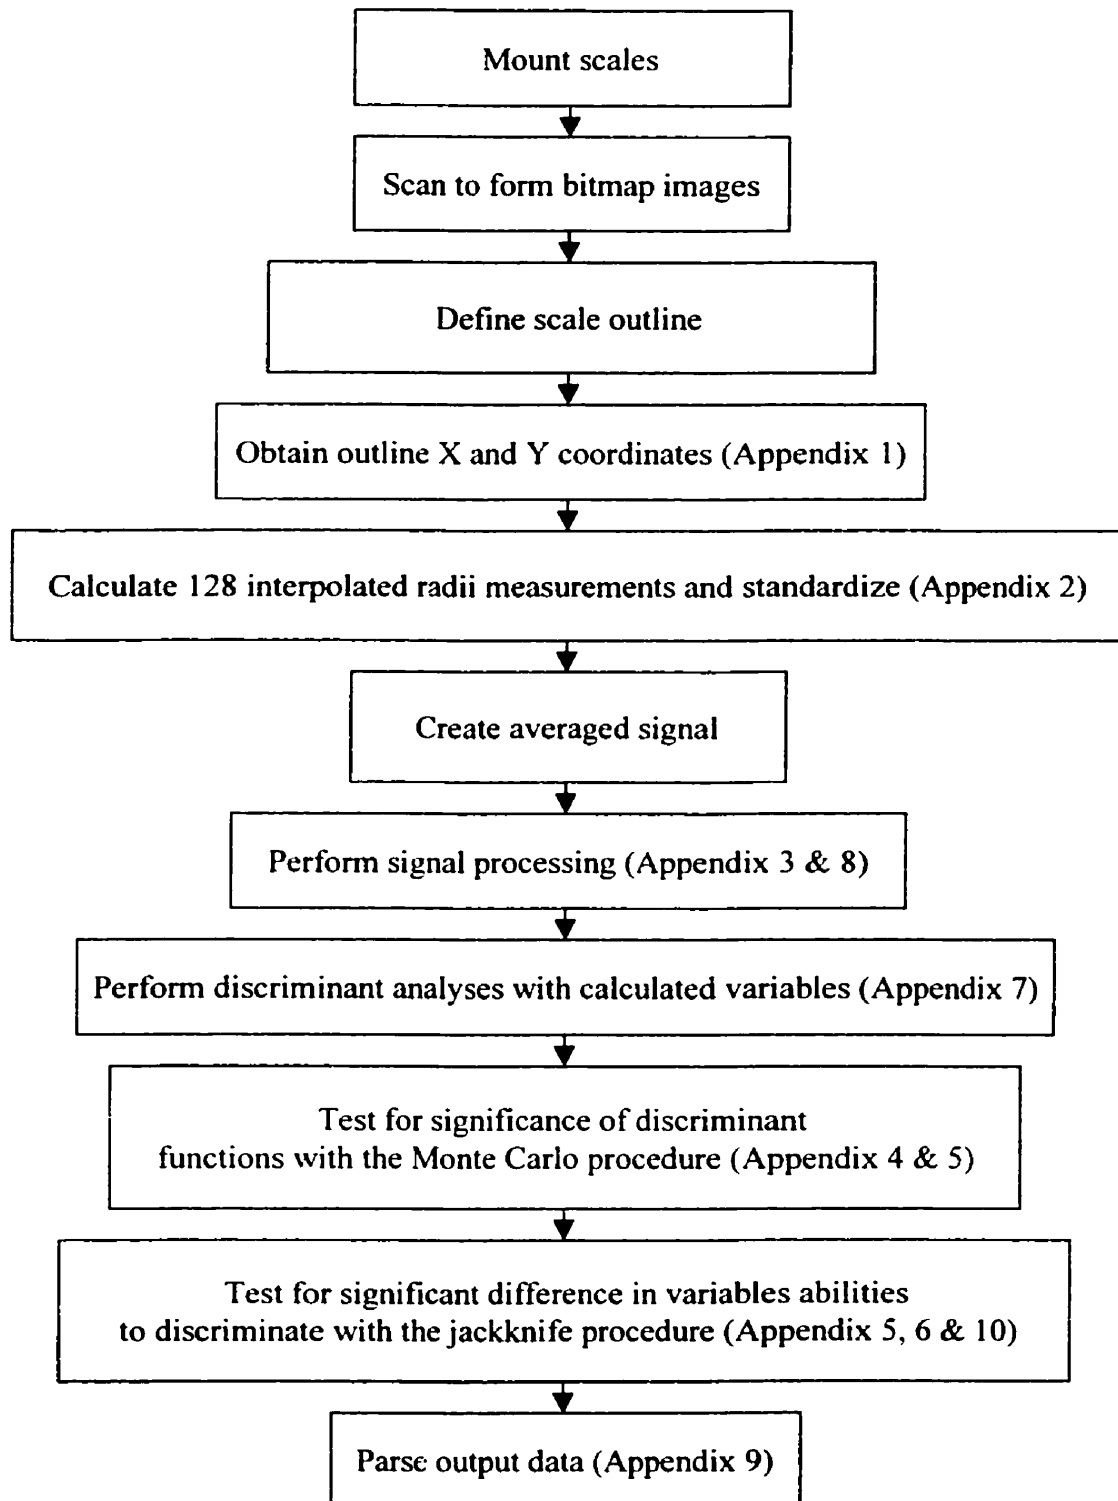 Mount scales
Scan to form bitmap images
Define scale outline
Obtain outline X and Y coordinates (Appendix 1)
Calculate 128 interpolated radii measurements and standardize (Appendix 2)
Create averaged signal
Perform signal processing (Appendix 3 & 8)
Perform discriminant analyses with calculated variables (Appendix 7)
Test for significance of discriminant
functions with the Monte Carlo procedure (Appendix 4 & 5)
Test for significant difference in variables abilities
to discriminate with the jackknife procedure (Appendix 5, 6 & 10)
Parse output data (Appendix 9)